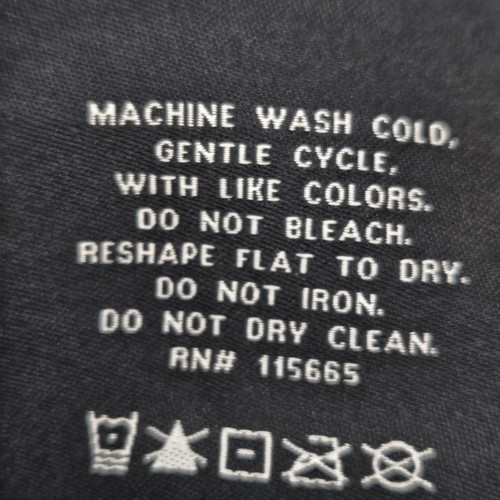 MACHINE WASH COLD,
GENTLE CYCLE,
WITH LIKE COLORS.
DO NOT BLEACH.
RESHAPE FLAT TO DRY.
DO NOT IRON.
DO NOT DRY CLEAN.
RN# 115665